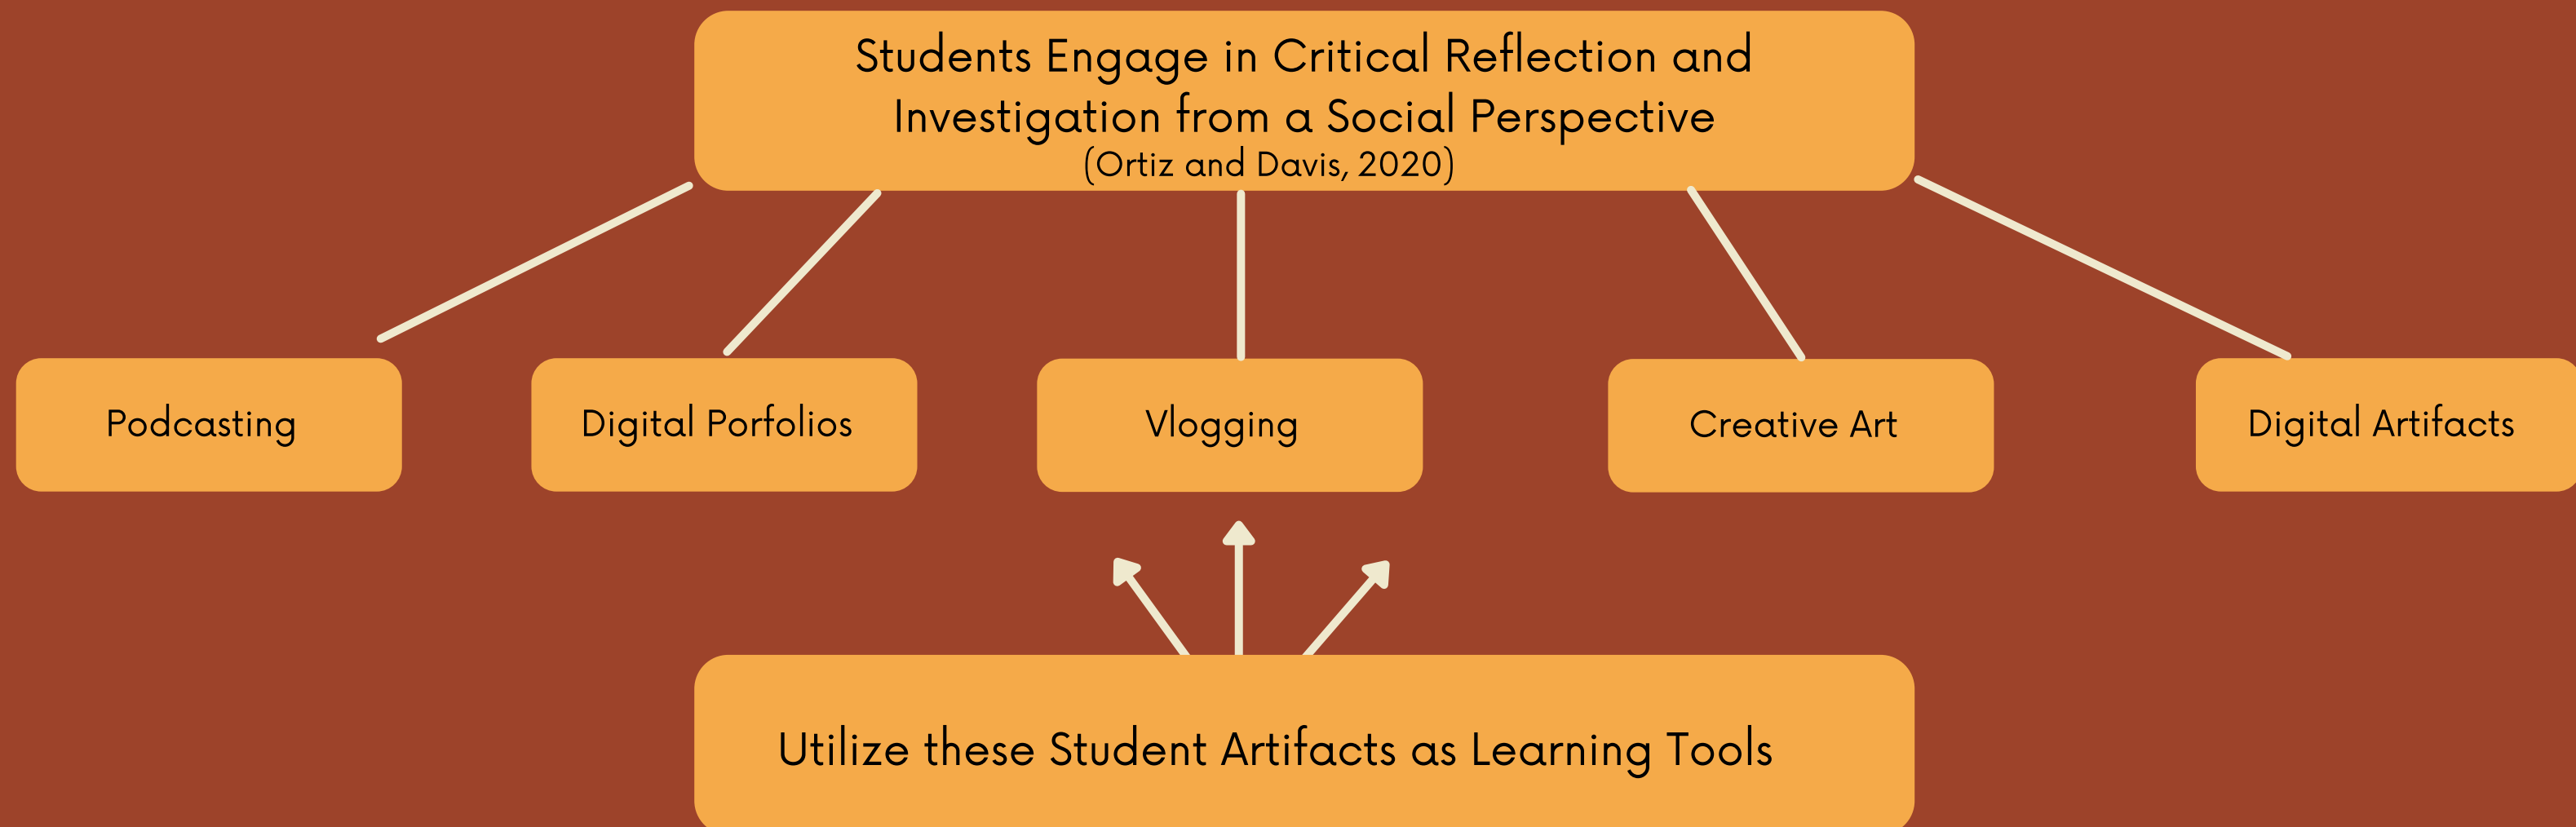 Students Engage in Critical Reflection and
Investigation from a Social Perspective
(Ortiz and Davis, 2020)
Podcasting
Digital Porfolios
Vlogging
Creative Art
Digital Artifacts
Utilize these Student Artifacts as Learning Tools